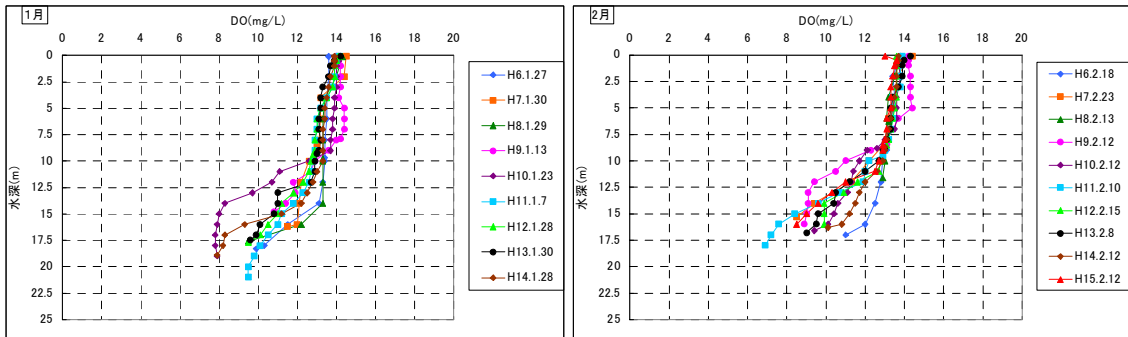 1月
DO(mg/L)
0 2 4 6 8 10 12 14 16 18 20
0
2.5
5
7.5
10
12.5
15
17.5
20
22.5
25
水深(m)
H6.1.27
H7.1.30
H8.1.29
H9.1.13
H10.1.23
H11.1.7
H12.1.28
H13.1.30
H14.1.28
2月
DO(mg/L)
0 2 4 6 8 10 12 14 16 18 20
0
2.5
5
7.5
10
12.5
15
17.5
20
22.5
25
水深(m)
H6.2.18
H7.2.23
H8.2.13
H9.2.12
H10.2.12
H11.2.10
H12.2.15
H13.2.8
H14.2.12
H15.2.12